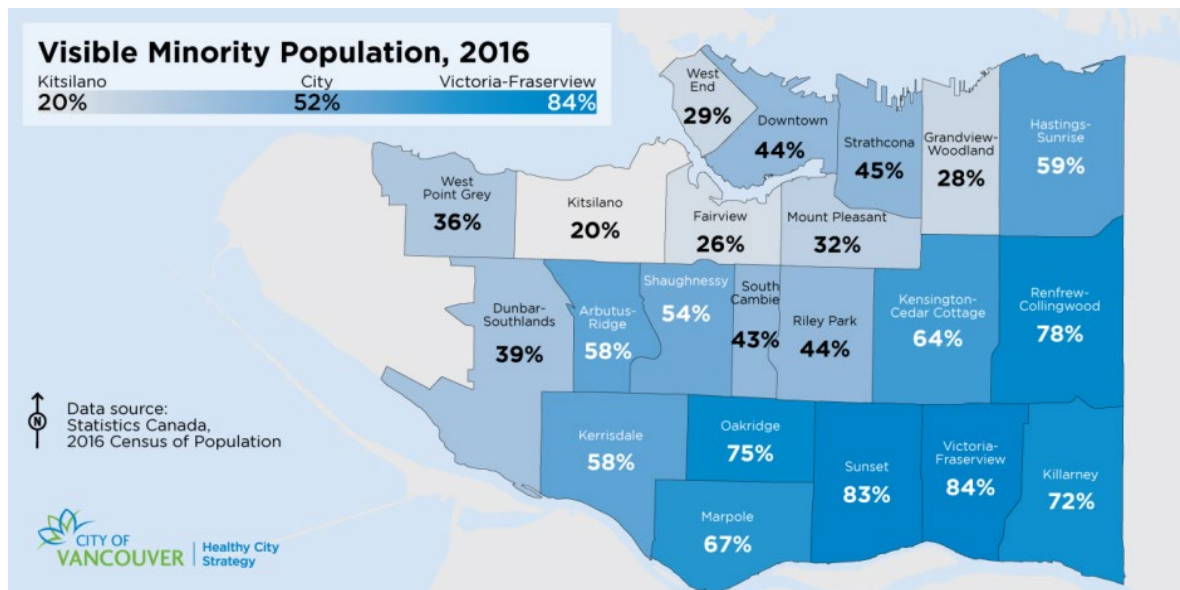 Visible Minority Population, 2016
Kitsilano City Victoria-Fraserview
20% 52% 84%
West
End
29%
Downtown
44%
Strathcona
45%
Grandview-
Woodland
28%
Hastings-
Sunrise
59%
West
Point Grey
36%
Kitsilano
20%
Fairview
26%
Mount Pleasant
32%
Dunbar-
Southlands
39%
Arbutus-
Ridge
58%
Shaughnessy
54%
South
Cambie
43%
Riley Park
44%
Kensington-
Cedar Cottage
64%
Renfrew-
Collingwood
78%
Kerrisdale
58%
Oakridge
75%
Marpole
67%
Sunset
83%
Victoria-
Fraserview
84%
Killarney
72%
N
Data source:
Statistics Canada,
2016 Census of Population
CITY OF
VANCOUVER
Healthy City
Strategy